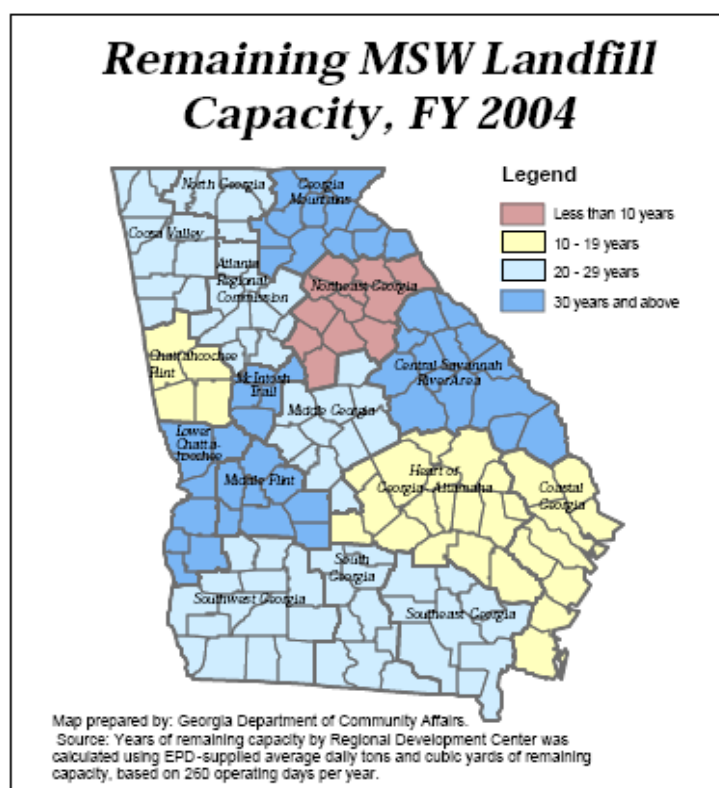 Remaining MSW Landfill
Capacity, FY 2004
Legend
Less than 10 years
10 - 19 years
20 - 29 years
30 years and above
North Georgia
Georgia
Mountains
Coosa Valley
Atlanta
Regional
Commission
Northeast Georgia
Chattahoochee
Flint
McIntosh
Trail
Central Savannah
River Area
Middle Georgia
Lower
Chatta-
hoochee
Middle Flint
Heart of
Georgia- Altamaha
Coastal
Georgia
South
Georgia
Southwest Georgia
Southeast Georgia
Map prepared by: Georgia Department of Community Affairs.
Source: Years of remaining capacity by Regional Development Center was
calculated using EPD-supplied average daily tons and cubic yards of remaining
capacity, based on 260 operating days per year.